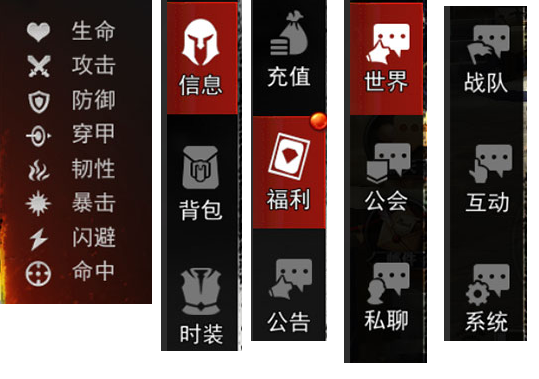 生命
攻击
防御
穿甲
韧性
暴击
闪避
命中
信息
背包
时装
充值
福利
公告
世界
公会
私聊
战队
互动
系统